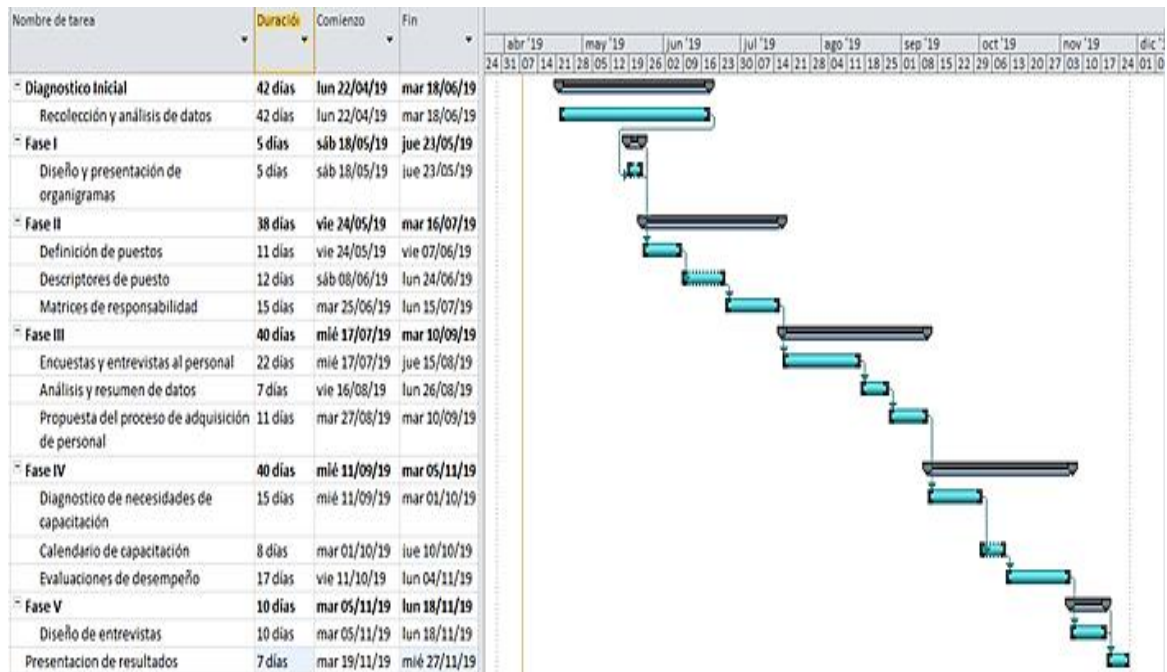 Nombre de tarea Duración Comienzo Fin
abr '19 may '19 jun '19 jul '19 ago '19 sep '19 oct '19 nov '19 dic '1
24 31 07 14 21 28 05 12 19 26 02 09 16 23 30 07 14 21 28 04 11 18 25 01 08 15 22 29 06 13 20 27 03 10 17 24 01 0
Diagnostico Inicial 42 días lun 22/04/19 mar 18/06/19
Recolección y análisis de datos 42 días lun 22/04/19 mar 18/06/19
Fase I 5 días sáb 18/05/19 jue 23/05/19
Diseño y presentación de 5 días sáb 18/05/19 jue 23/05/19
organigramas
Fase II 38 días vie 24/05/19 mar 16/07/19
Definición de puestos 11 días vie 24/05/19 vie 07/06/19
Descriptores de puesto 12 días sáb 08/06/19 lun 24/06/19
Matrices de responsabilidad 15 días mar 25/06/19 lun 15/07/19
Fase III 40 días mié 17/07/19 mar 10/09/19
Encuestas y entrevistas al personal 22 días mié 17/07/19 jue 15/08/19
Análisis y resumen de datos 7 días vie 16/08/19 lun 26/08/19
Propuesta del proceso de adquisición 11 días mar 27/08/19 mar 10/09/19
de personal
Fase IV 40 días mié 11/09/19 mar 05/11/19
Diagnostico de necesidades de 15 días mié 11/09/19 mar 01/10/19
capacitación
Calendario de capacitación 8 días mar 01/10/19 jue 10/10/19
Evaluaciones de desempeño 17 días vie 11/10/19 lun 04/11/19
Fase V 10 días mar 05/11/19 lun 18/11/19
Diseño de entrevistas 10 días mar 05/11/19 lun 18/11/19
Presentacion de resultados 7 días mar 19/11/19 mié 27/11/19